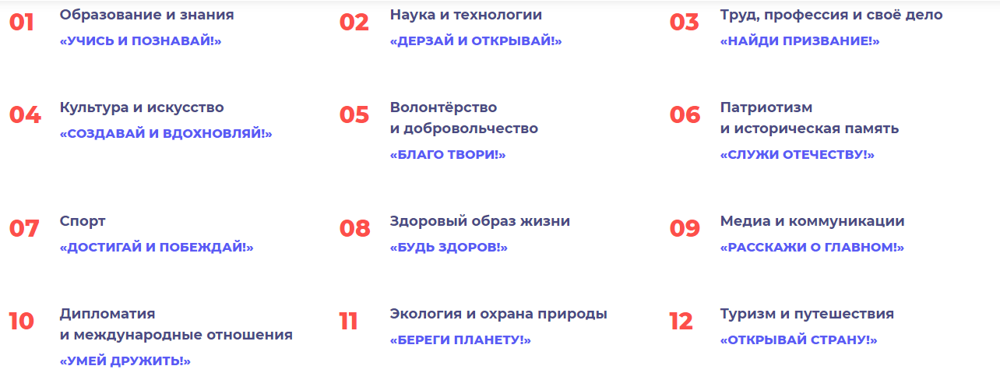 01
Образование и знания
«УЧИСЬ И ПОЗНАВАЙ!»
02
Наука и технологии
«ДЕРЗАЙ И ОТКРЫВАЙ!»
03
Труд, профессия и своё дело
«НАЙДИ ПРИЗВАНИЕ!»
04
Культура и искусство
«СОЗДАВАЙ И ВДОХНОВЛЯЙ!»
05
Волонтёрство
и добровольчество
«БЛАГО ТВОРИ!»
06
Патриотизм
и историческая память
«СЛУЖИ ОТЕЧЕСТВУ!»
07
Спорт
«ДОСТИГАЙ И ПОБЕЖДАЙ!»
08
Здоровый образ жизни
«БУДЬ ЗДОРОВ!»
09
Медиа и коммуникации
«РАССКАЖИ О ГЛАВНОМ!»
10
Дипломатия
и международные отношения
«УМЕЙ ДРУЖИТЬ!»
11
Экология и охрана природы
«БЕРЕГИ ПЛАНЕТУ!»
12
Туризм и путешествия
«ОТКРЫВАЙ СТРАНУ!»